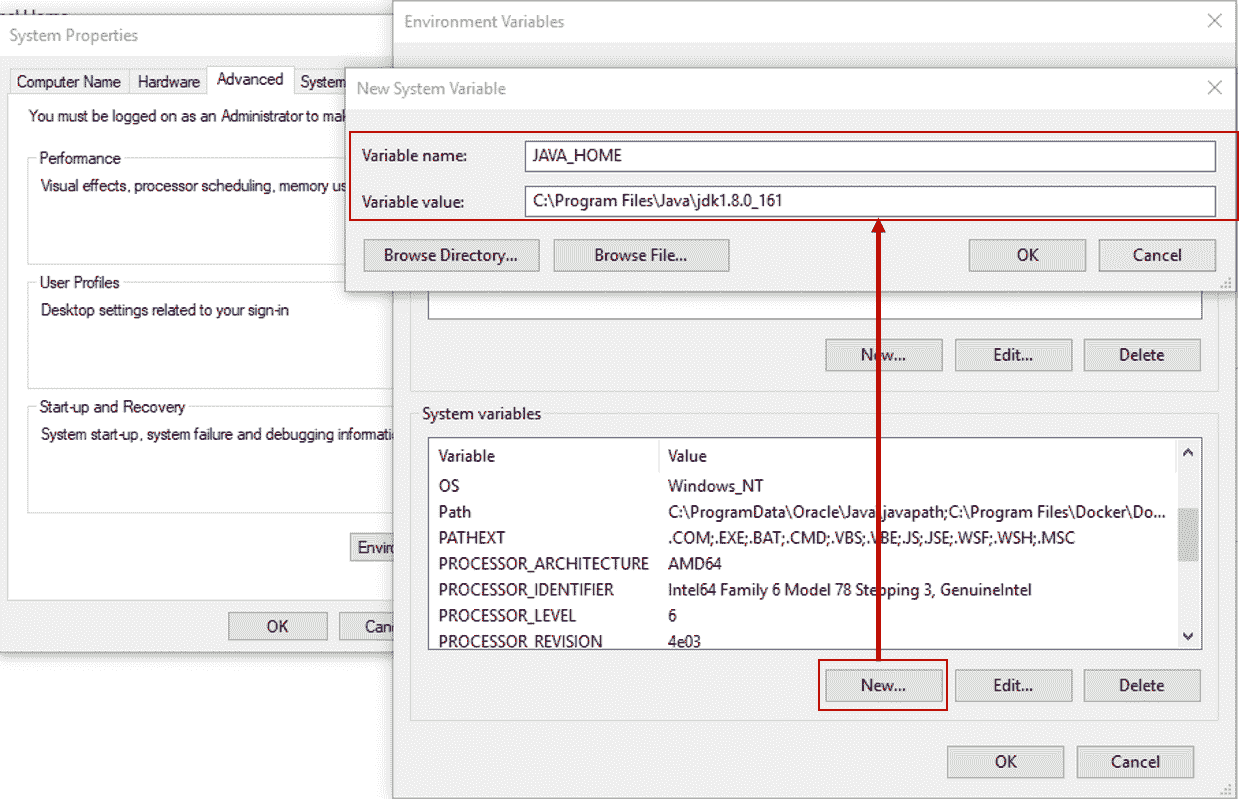 System Properties
Computer Name
Hardware
Advanced
System
You must be logged on as an Administrator to
Performance
Visual effects, processor scheduling, memory
User Profiles
Desktop settings related to your sign-in
Start-up and Recovery
System start-up, system failure and debugging
OK
Environment Variables
New System Variable
Variable name:
JAVA_HOME
Variable value:
C:\Program Files\Java\jdk1.8.0_161
Browse Directory...
Browse File...
OK
Cancel
New...
Edit...
Delete
System variables
Variable Value
OS Windows_NT
Path C:\ProgramData\Oracle\Java\javapath;C:\Program Files\Docker\Do...
PATHEXT .COM;.EXE;.BAT;.CMD;.VBS;.VBE;.JS;.JSE;.WSF;.WSH;.MSC
PROCESSOR_ARCHITECTURE AMD64
PROCESSOR_IDENTIFIER Intel64 Family 6 Model 78 Stepping 3, GenuineIntel
PROCESSOR_LEVEL 6
PROCESSOR_REVISION 4e03
New...
Edit...
Delete
OK
Cancel